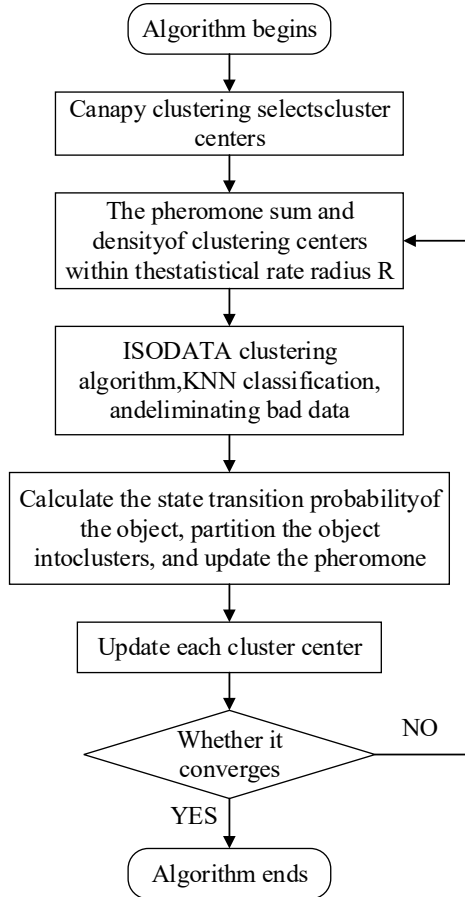 Algorithm begins
Canapy clustering selectscluster
centers
The pheromone sum and
densityof clustering centers
within thestatistical rate radius R
ISODATA clustering
algorithm,KNN classification,
andeliminating bad data
Calculate the state transition probabilityof
the object, partition the object
intoclusters, and update the pheromone
Update each cluster center
Whether it
converges
NO
YES
Algorithm ends